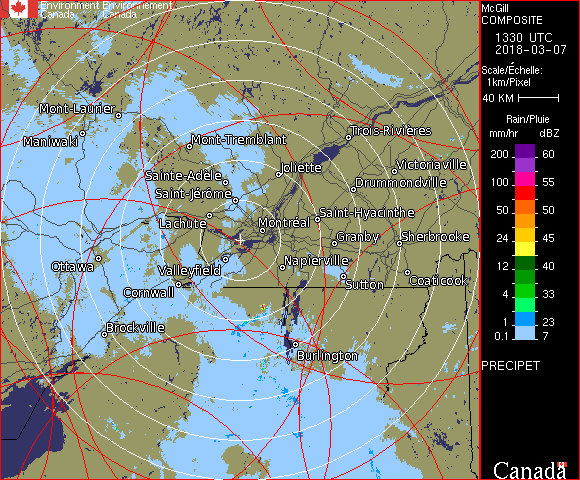 Environment Environnement
Canada Canada
McGill
COMPOSITE
1330 UTC
2018-03-07
Scale/Échelle:
1km/Pixel
40 KM
Rain/Pluie
mm/hr dBZ
200 60
100 55
50 50
24 45
12 40
4 33
1 23
0.1 7
PRECIPET
Canada
Mont-Laurier
Maniwaki
Mont-Tremblant
Trois-Rivières
Sainte-Adèle
Joliette
Victoriaville
Saint-Jérôme
Drummondville
Lachute
Montréal
Saint-Hyacinthe
Granby
Sherbrooke
Ottawa
Valleyfield
Napierville
Cornwall
Sutton
Coaticook
Brockville
Burlington